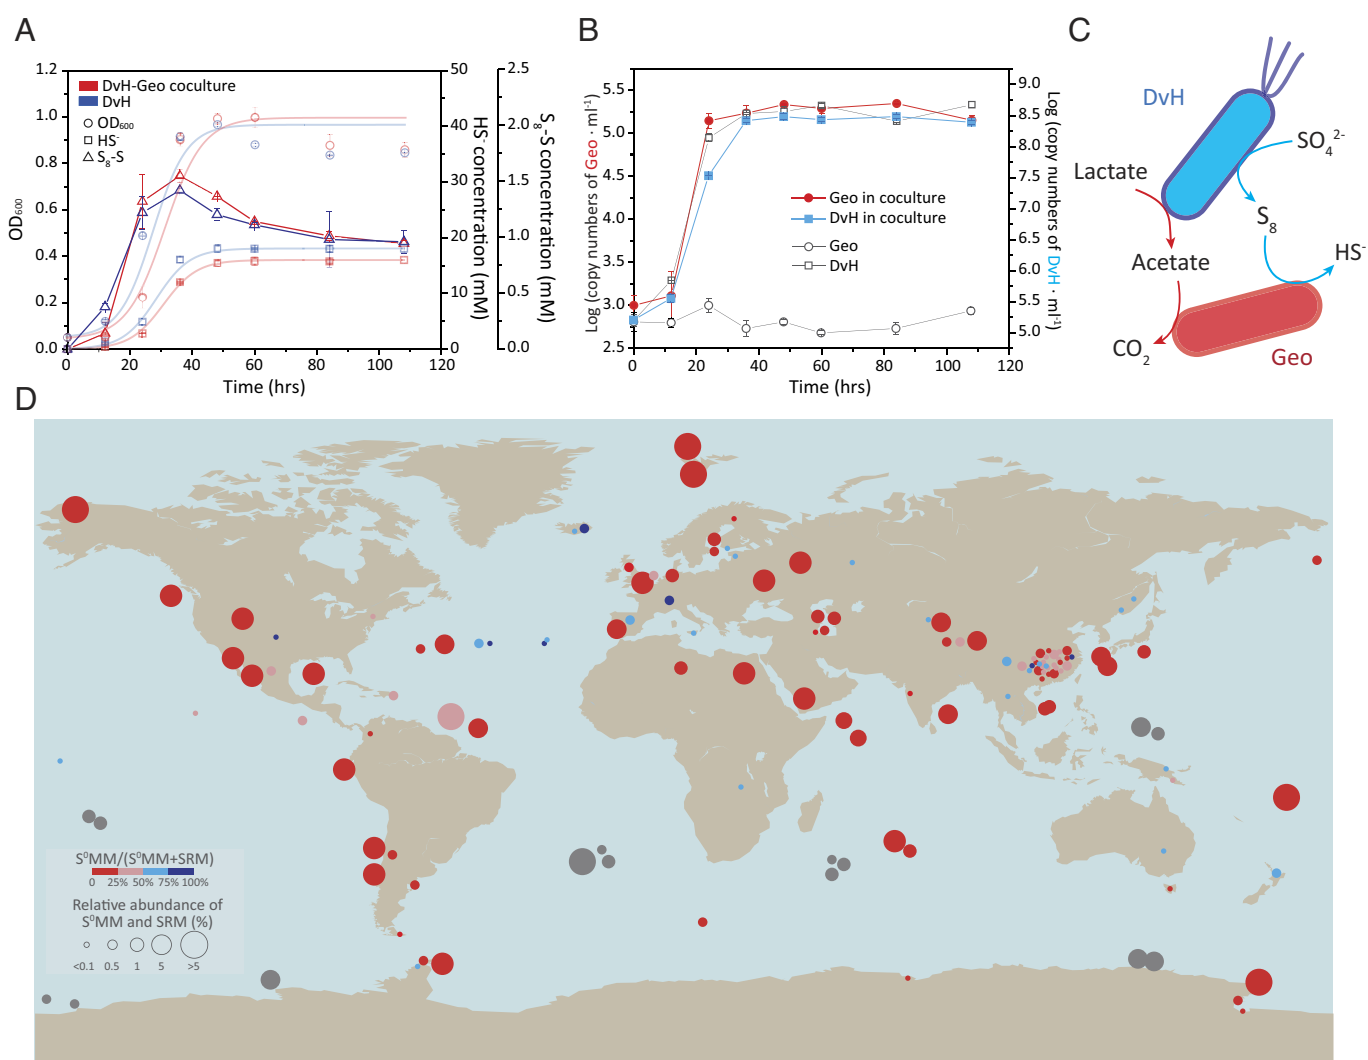 A
B
C
1.2
1.0
0.8
0.6
0.4
0.2
0.0
OD600
DvH-Geo coculture
DvH
OD600
HS-
S8-S
0
20
40
60
80
100
120
Time (hrs)
50
40
30
20
10
0
HS- concentration (mM)
2.5
2.0
1.5
1.0
0.5
0.0
S8-S concentration (mM)
5.5
5.0
4.5
4.0
3.5
3.0
2.5
Log (copy numbers of Geo · ml-1)
Geo in coculture
DvH in coculture
Geo
DvH
0
20
40
60
80
100
120
Time (hrs)
9.0
8.5
8.0
7.5
7.0
6.5
6.0
5.5
5.0
Log (copy numbers of DvH · ml-1)
DvH
SO4 2-
Lactate
S8
HS-
Acetate
CO2
Geo
D
S0MM/(S0MM+SRM)
0 25% 50% 75% 100%
Relative abundance of
S0MM and SRM (%)
<0.1 0.5 1 5 >5